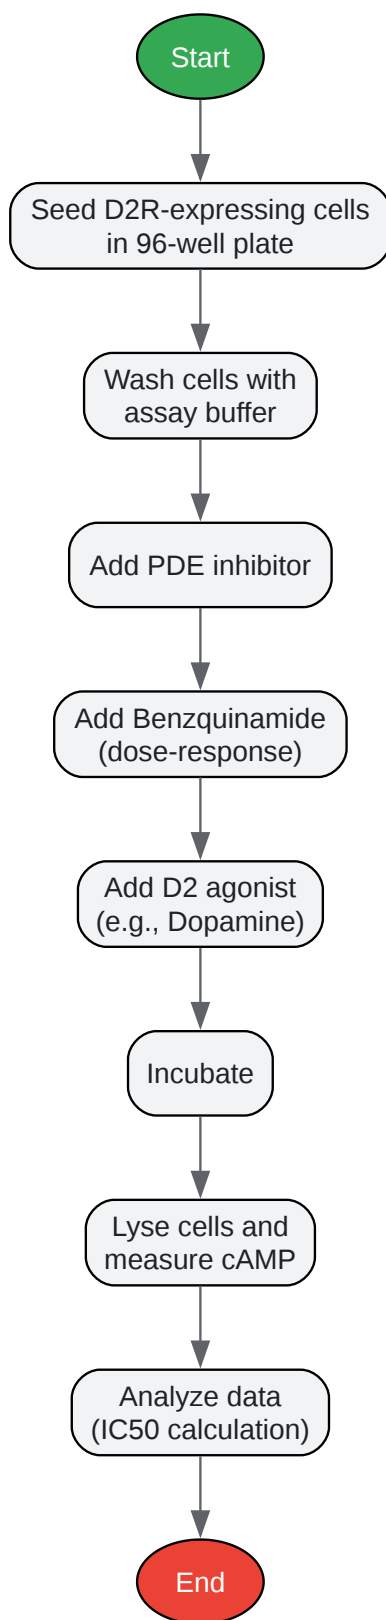 Start
Seed D2R-expressing cells
in 96-well plate
Wash cells with
assay buffer
Add PDE inhibitor
Add Benzquinamide
(dose-response)
Add D2 agonist
(e.g., Dopamine)
Incubate
Lyse cells and
measure cAMP
Analyze data
(IC50 calculation)
End